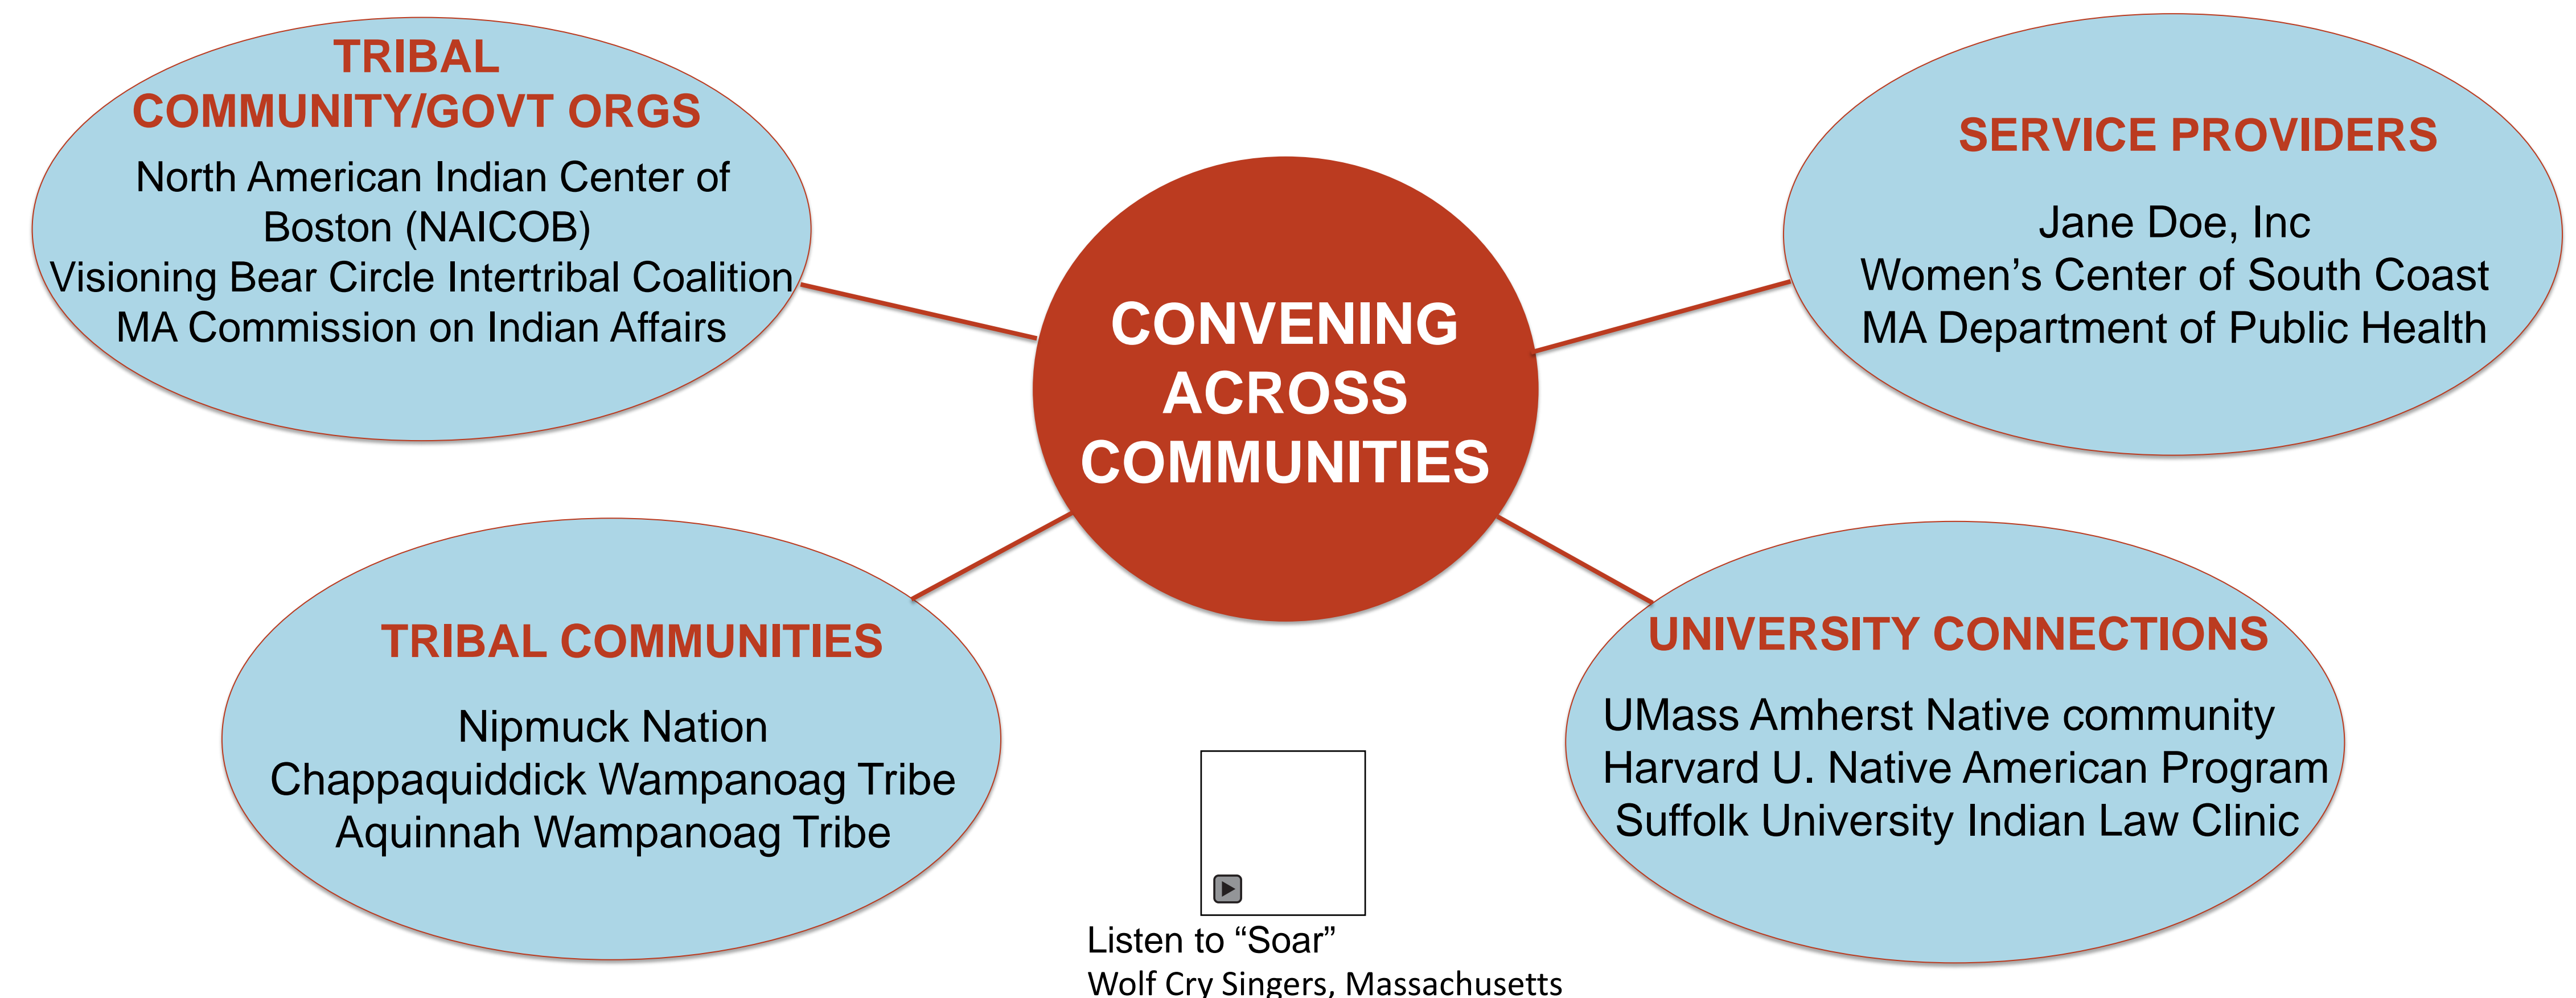 TRIBAL
COMMUNITY/GOVT ORGS
North American Indian Center of
Boston (NAICOB)
Visioning Bear Circle Intertribal Coalition
MA Commission on Indian Affairs
SERVICE PROVIDERS
Jane Doe, Inc
Women’s Center of South Coast
MA Department of Public Health
CONVENING
ACROSS
COMMUNITIES
TRIBAL COMMUNITIES
Nipmuck Nation
Chappaquiddick Wampanoag Tribe
Aquinnah Wampanoag Tribe
UNIVERSITY CONNECTIONS
UMass Amherst Native community
Harvard U. Native American Program
Suffolk University Indian Law Clinic
Listen to “Soar”
Wolf Cry Singers, Massachusetts